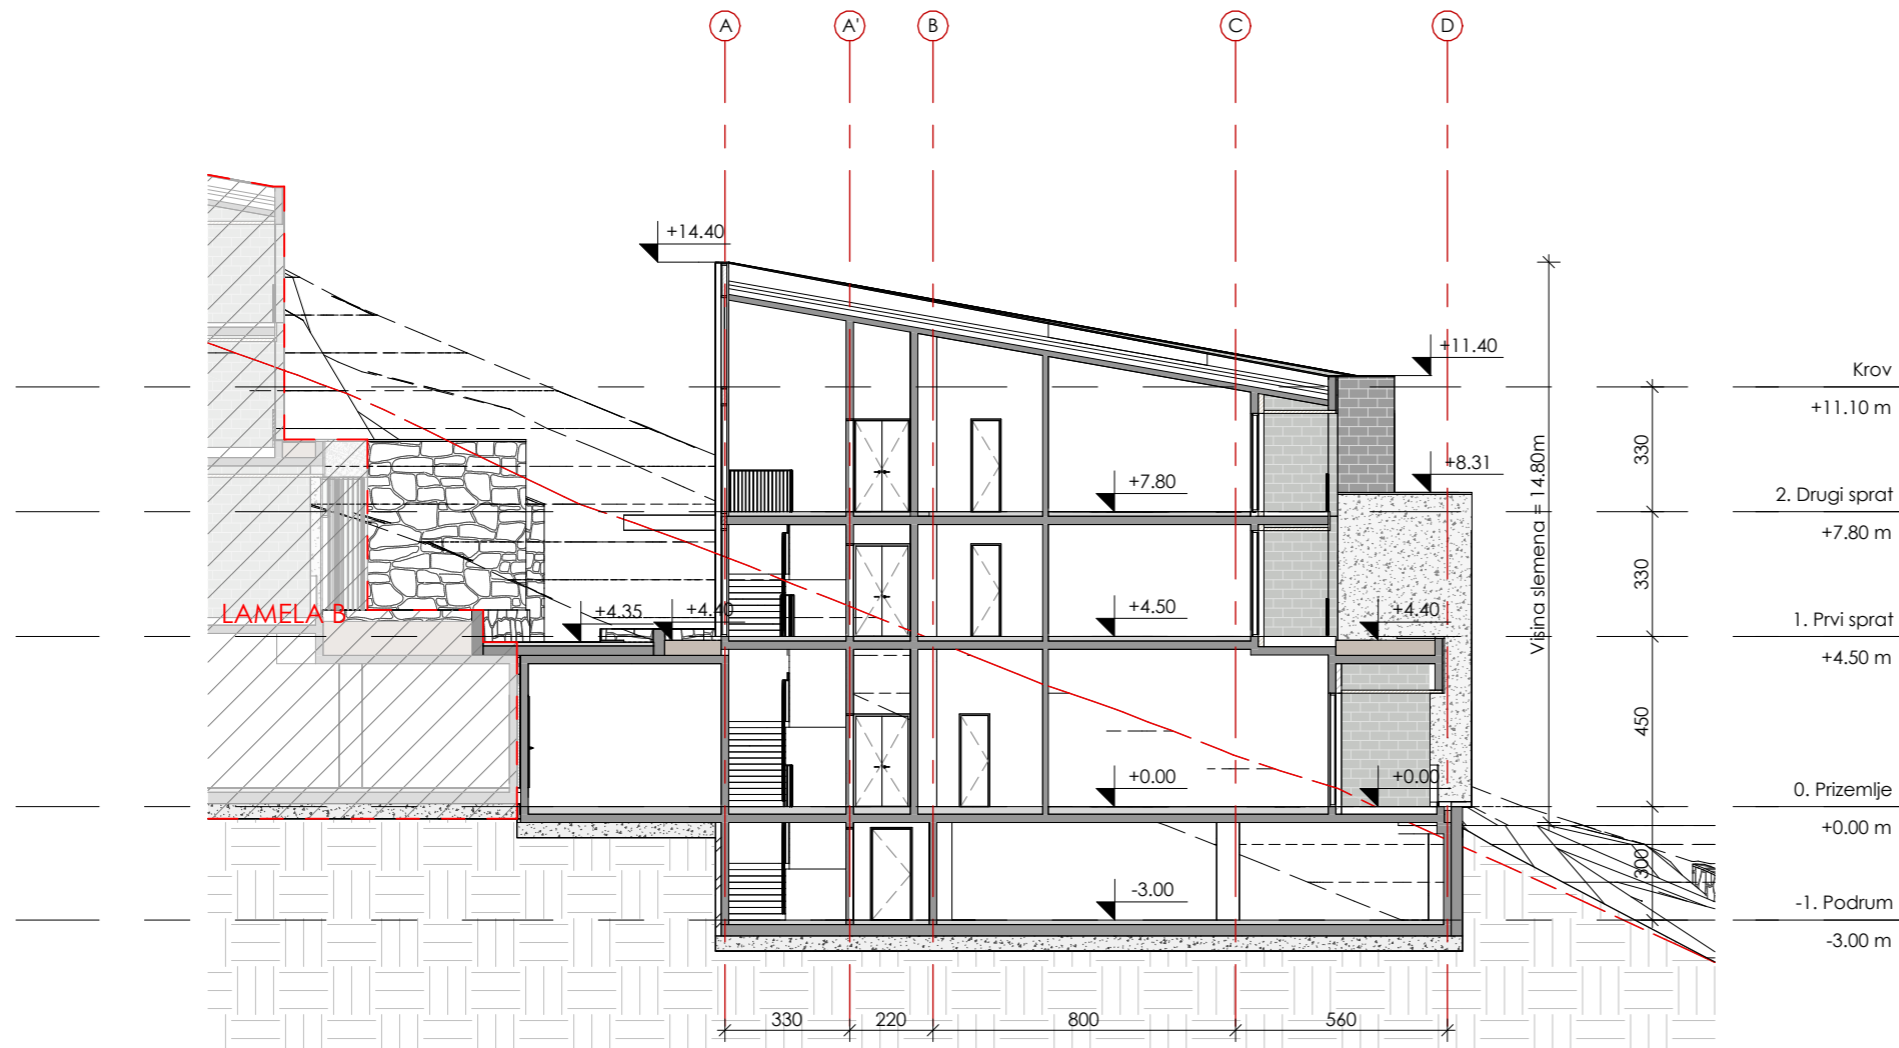 A A' B C D
+14.40
+11.40
Krov
+11.10 m
330
+8.31
+7.80
2. Drugi sprat
+7.80 m
Visina slemena = 14.80m
330
LAMELA B
+4.35 +4.40
+4.50
+4.40
1. Prvi sprat
+4.50 m
450
+0.00
+0.00
0. Prizemlje
+0.00 m
300
-3.00
-1. Podrum
-3.00 m
330 220 800 560